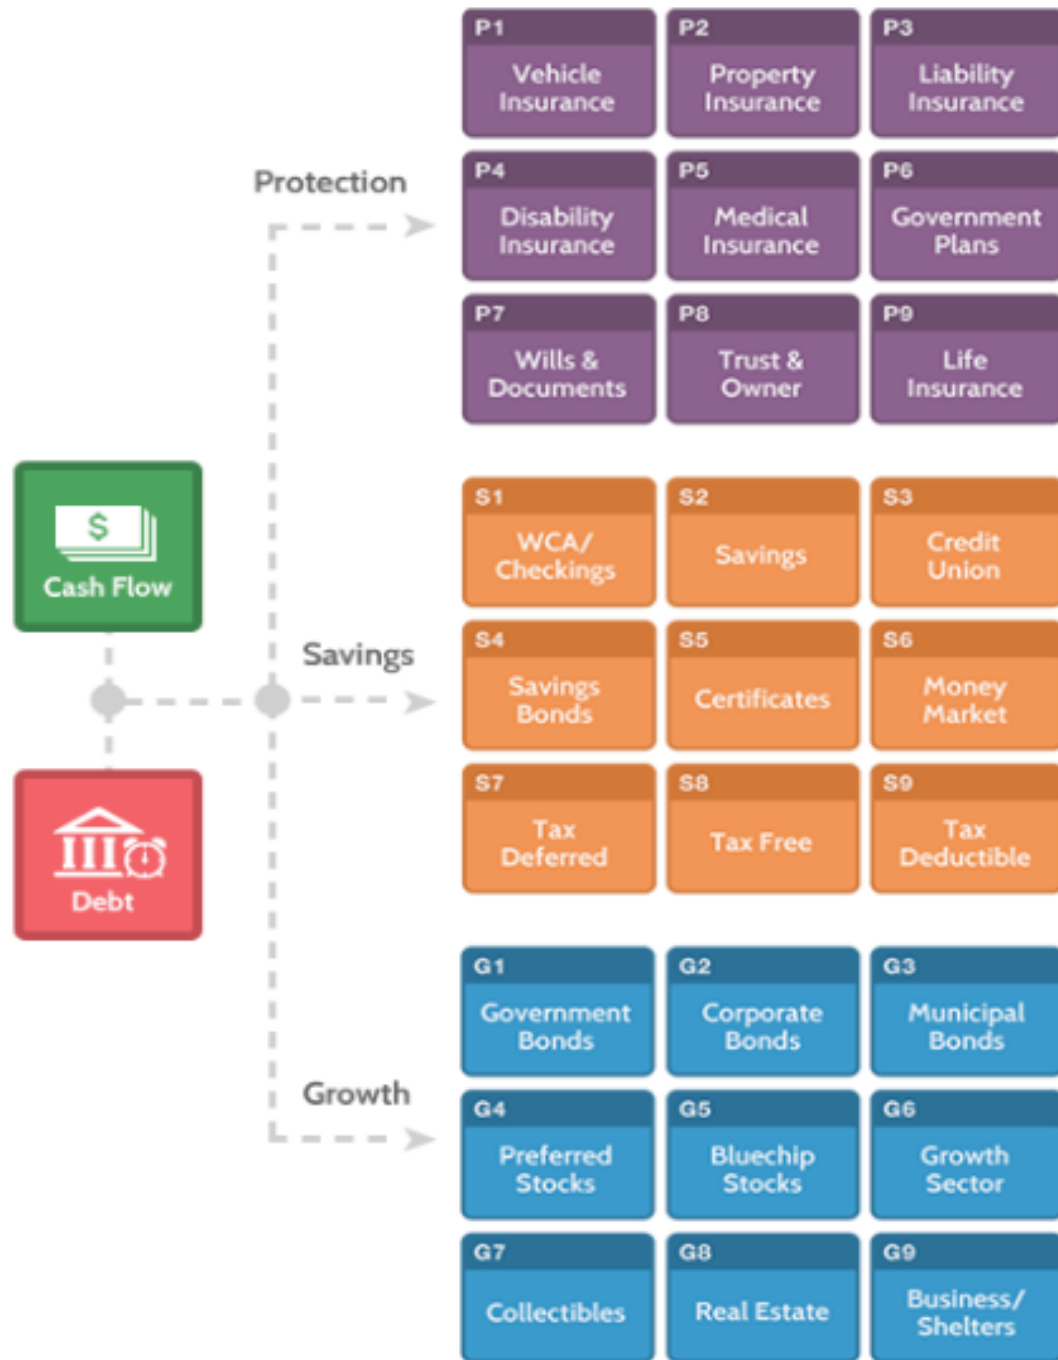 P1
Vehicle
Insurance
P2
Property
Insurance
P3
Liability
Insurance
Protection
P4
Disability
Insurance
P5
Medical
Insurance
P6
Government
Plans
P7
Wills &
Documents
P8
Trust &
Owner
P9
Life
Insurance
$
Cash Flow
Savings
Debt
S1
WCA/
Checkings
S2
Savings
S3
Credit
Union
S4
Savings
Bonds
S5
Certificates
S6
Money
Market
S7
Tax
Deferred
S8
Tax Free
S9
Tax
Deductible
Growth
G1
Government
Bonds
G2
Corporate
Bonds
G3
Municipal
Bonds
G4
Preferred
Stocks
G5
Bluechip
Stocks
G6
Growth
Sector
G7
Collectibles
G8
Real Estate
G9
Business/
Shelters